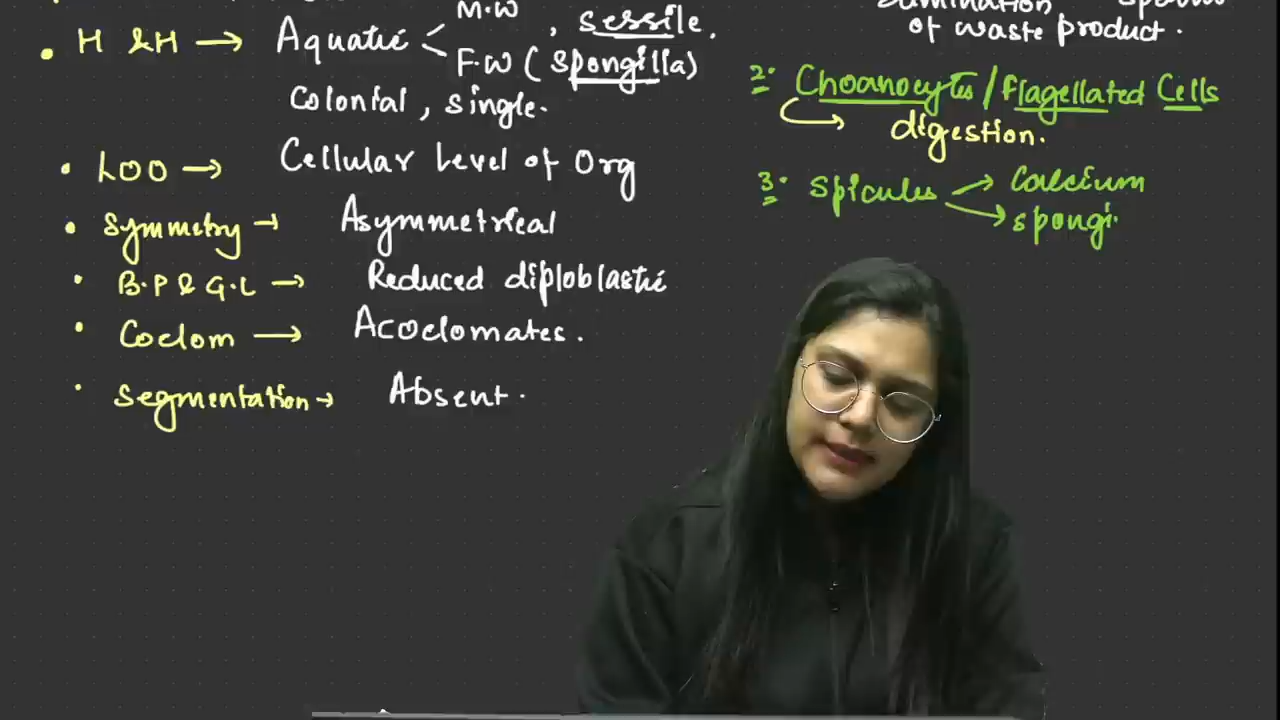 M.W
H &H → Aquatic < , sessile.
F.W ( Spongilla)
Colonial , single.
• LOO → Cellular Level of Org
• Symmetry → Asymmetrical
• B.P & G.L → Reduced diploblastic
• Coelom → Acoelomates.
• Segmentation → Absent.
of waste product.
2. Choanocytes/flagellated Cells
digestion.
3. Spicules → Calcium
→ spongi.